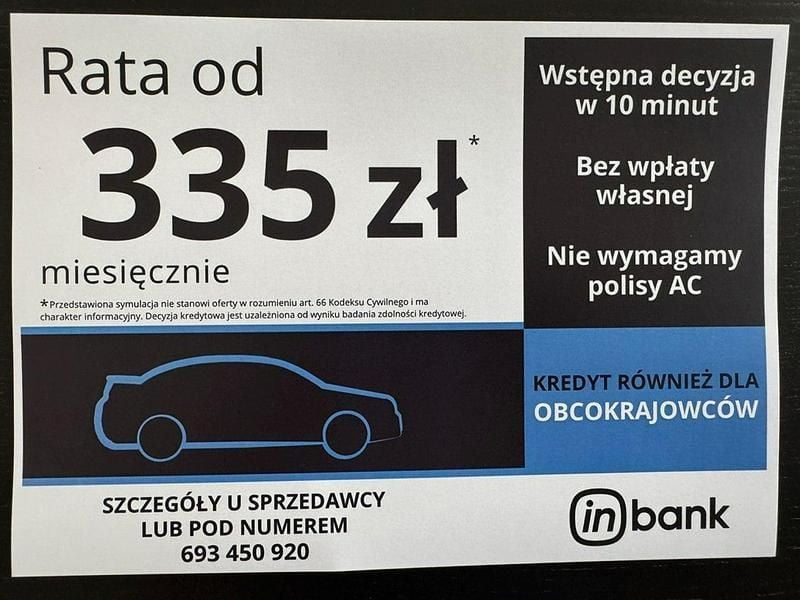 Rata od
335 zł*
miesięcznie
*Przedstawiona symulacja nie stanowi oferty w rozumieniu art. 66 Kodeksu Cywilnego i ma
charakter informacyjny. Decyzja kredytowa jest uzależniona od wyniku badania zdolności kredytowej.
Wstępna decyzja
w 10 minut
Bez wpłaty
własnej
Nie wymagamy
polisy AC
KREDYT RÓWNIEŻ DLA
OBCOKRAJOWCÓW
SZCZEGÓŁY U SPRZEDAWCY
LUB POD NUMEREM
693 450 920
inbank